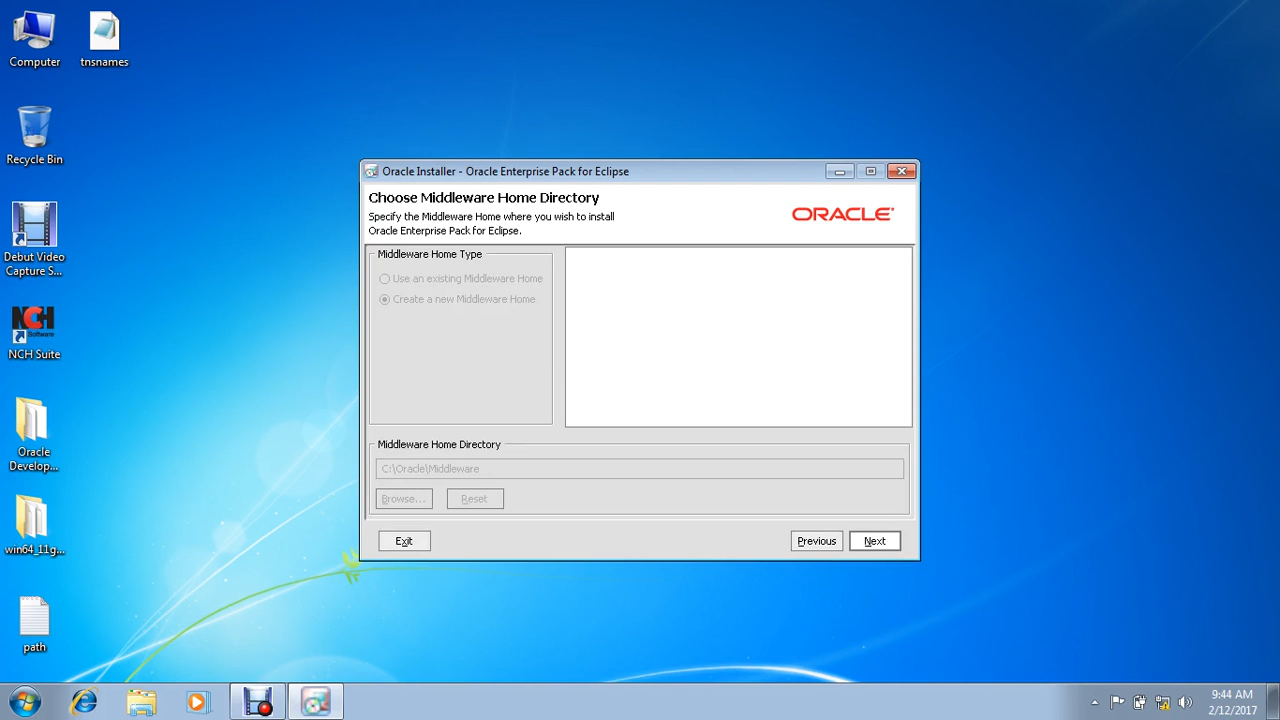 Computer
tnsnames
Recycle Bin
Debut Video
Capture S...
NCH
Software
NCH Suite
Oracle
Develop...
win64_11g...
path
Oracle Installer - Oracle Enterprise Pack for Eclipse
Choose Middleware Home Directory
Specify the Middleware Home where you wish to install
Oracle Enterprise Pack for Eclipse.
ORACLE
Middleware Home Type
Use an existing Middleware Home
Create a new Middleware Home
Middleware Home Directory
C:\Oracle\Middleware
Browse...
Reset
Exit
Previous
Next
9:44 AM
2/12/2017